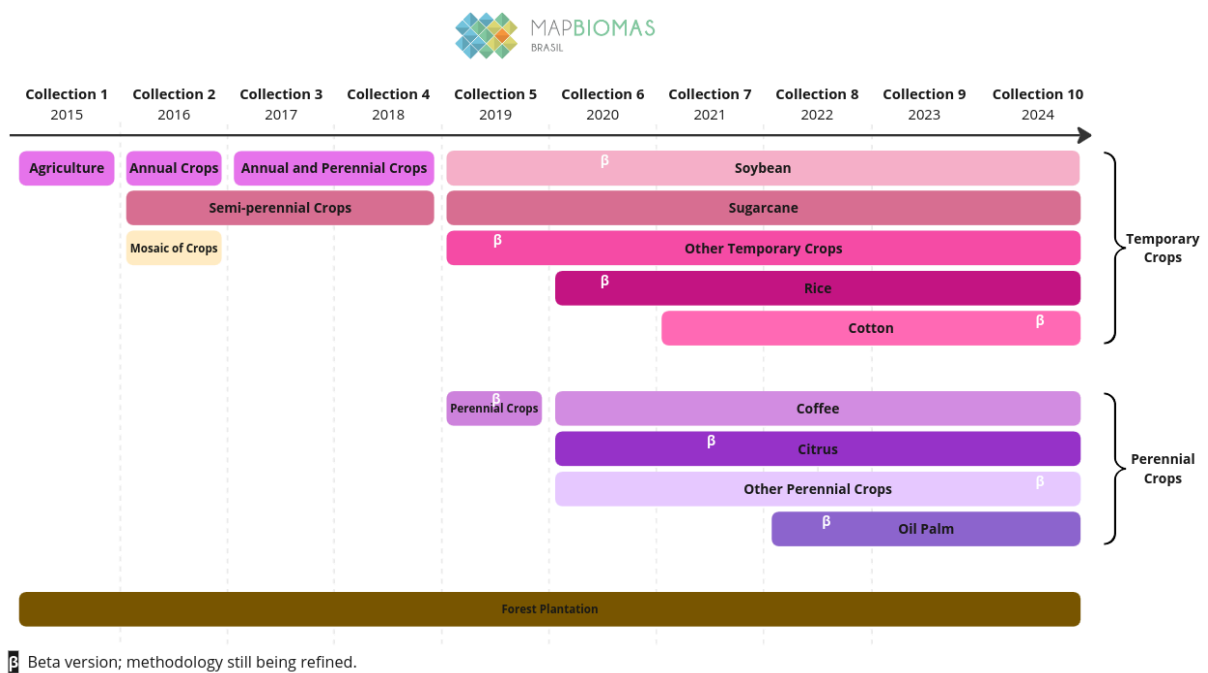 MAPBIOMAS
BRASIL
Collection 1
2015
Collection 2
2016
Collection 3
2017
Collection 4
2018
Collection 5
2019
Collection 6
2020
Collection 7
2021
Collection 8
2022
Collection 9
2023
Collection 10
2024
Agriculture
Annual Crops
Annual and Perennial Crops
β
Soybean
Semi-perennial Crops
Sugarcane
Mosaic of Crops
β
Other Temporary Crops
β
Rice
β
Cotton
Temporary
Crops
β
Perennial Crops
Coffee
β
Citrus
β
Other Perennial Crops
β
Oil Palm
Perennial
Crops
Forest Plantation
β Beta version; methodology still being refined.